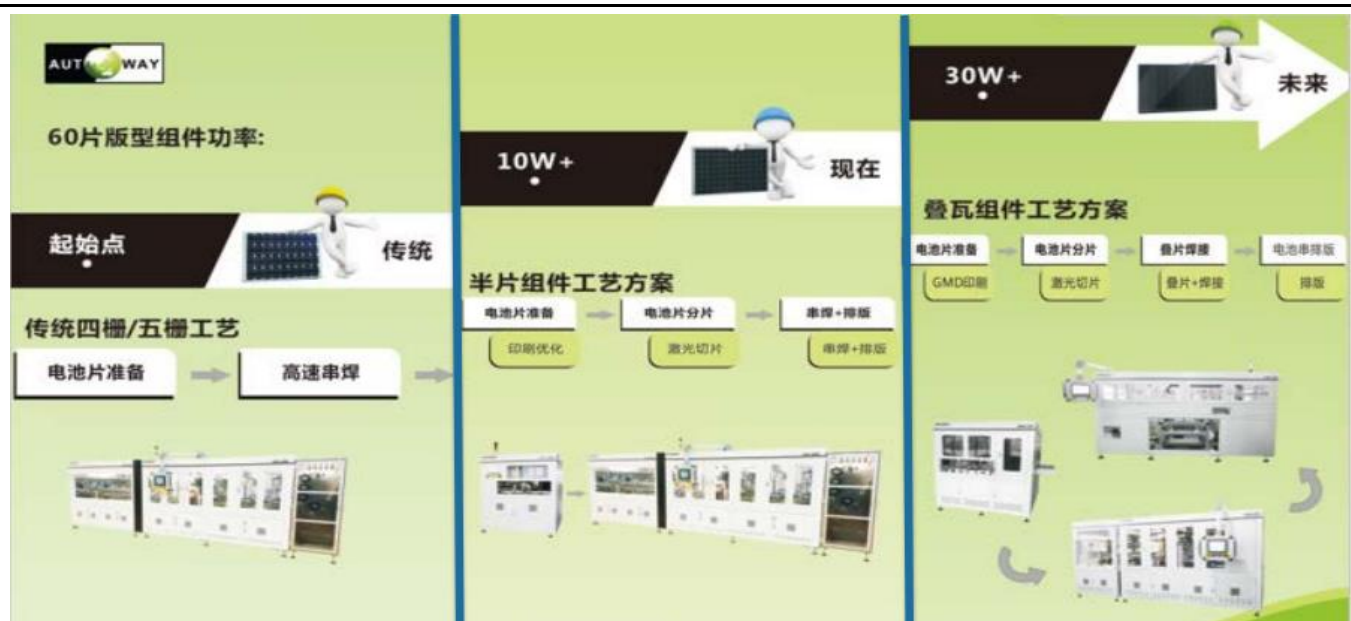 AUTOWAY
60片版型组件功率:
起始点
传统
传统四栅/五栅工艺
电池片准备
高速串焊
10W+
现在
半片组件工艺方案
电池片准备
电池片分片
串焊+排版
印刷优化
激光切片
串焊+排版
30W+
未来
叠瓦组件工艺方案
电池片准备
电池片分片
叠片焊接
电池串排版
GMD印刷
激光切片
叠片+焊接
排版